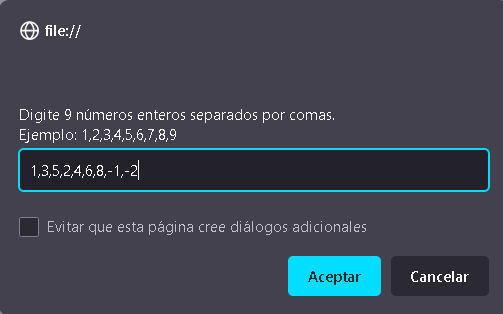 file://
Digite 9 números enteros separados por comas.
Ejemplo: 1,2,3,4,5,6,7,8,9
1,3,5,2,4,6,8,-1,-2
Evitar que esta página cree diálogos adicionales
Aceptar
Cancelar